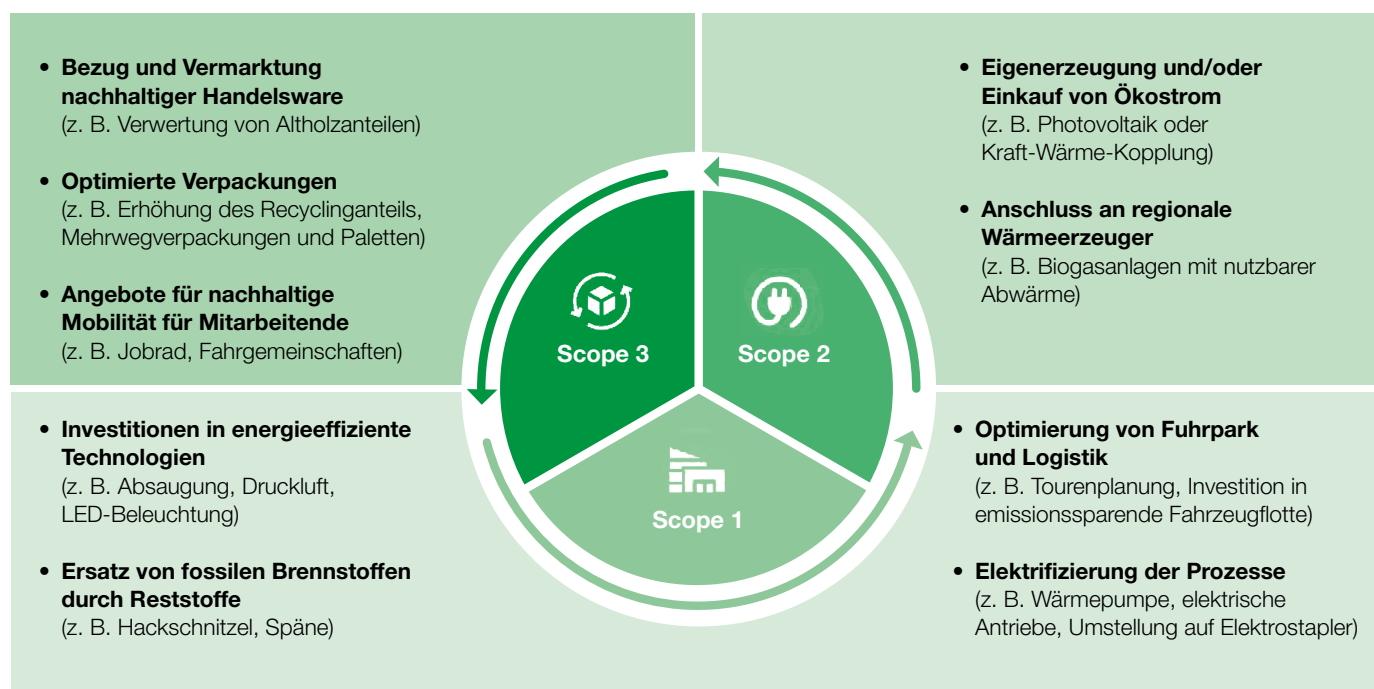 • Bezug und Vermarktung
nachhaltiger Handelsware
(z. B. Verwertung von Altholzanteilen)
• Optimierte Verpackungen
(z. B. Erhöhung des Recyclinganteils,
Mehrwegverpackungen und Paletten)
• Angebote für nachhaltige
Mobilität für Mitarbeitende
(z. B. Jobrad, Fahrgemeinschaften)
• Eigenerzeugung und/oder
Einkauf von Ökostrom
(z. B. Photovoltaik oder
Kraft-Wärme-Kopplung)
• Anschluss an regionale
Wärmeerzeuger
(z. B. Biogasanlagen mit nutzbarer
Abwärme)
Scope 3
Scope 2
Scope 1
• Investitionen in energieeffiziente
Technologien
(z. B. Absaugung, Druckluft,
LED-Beleuchtung)
• Ersatz von fossilen Brennstoffen
durch Reststoffe
(z. B. Hackschnitzel, Späne)
• Optimierung von Fuhrpark
und Logistik
(z. B. Tourenplanung, Investition in
emissionssparende Fahrzeugflotte)
• Elektrifizierung der Prozesse
(z. B. Wärmepumpe, elektrische
Antriebe, Umstellung auf Elektrostapler)